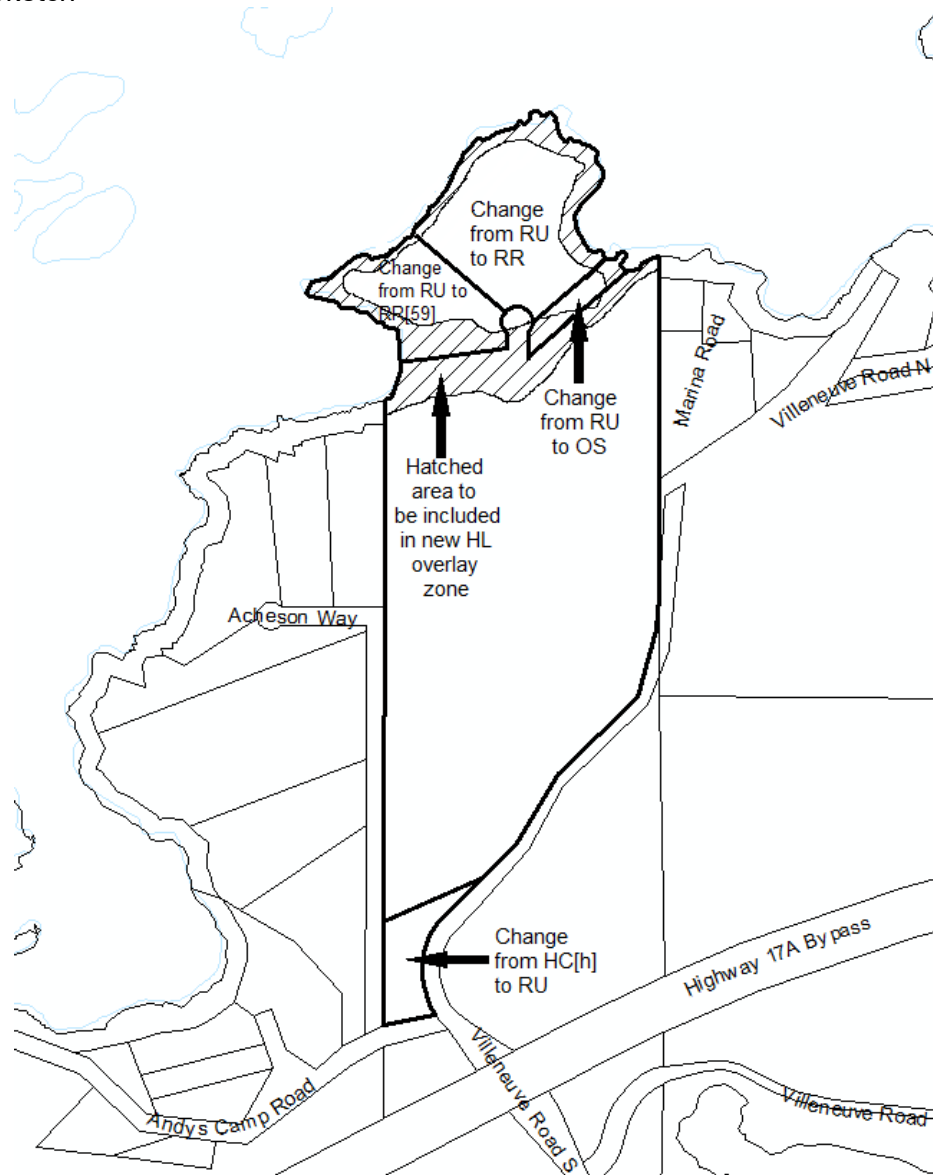 Change
from RU
to RR
Change
from RU to
RR[59]
Marina Road
Villeneuve Road N
Change
from RU
to OS
Hatched
area to
be included
in new HL
overlay
zone
Acheson Way
Change
from HC[h]
to RU
Highway 17A Bypass
Villeneuve Road S
Andys Camp Road
Villeneuve Road